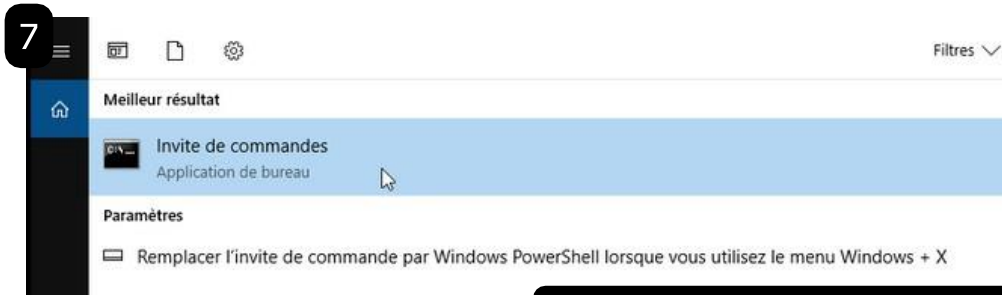 7
Filtres
Meilleur résultat
Invite de commandes
Application de bureau
Paramètres
Remplacer l'invite de commande par Windows PowerShell lorsque vous utilisez le menu Windows + X